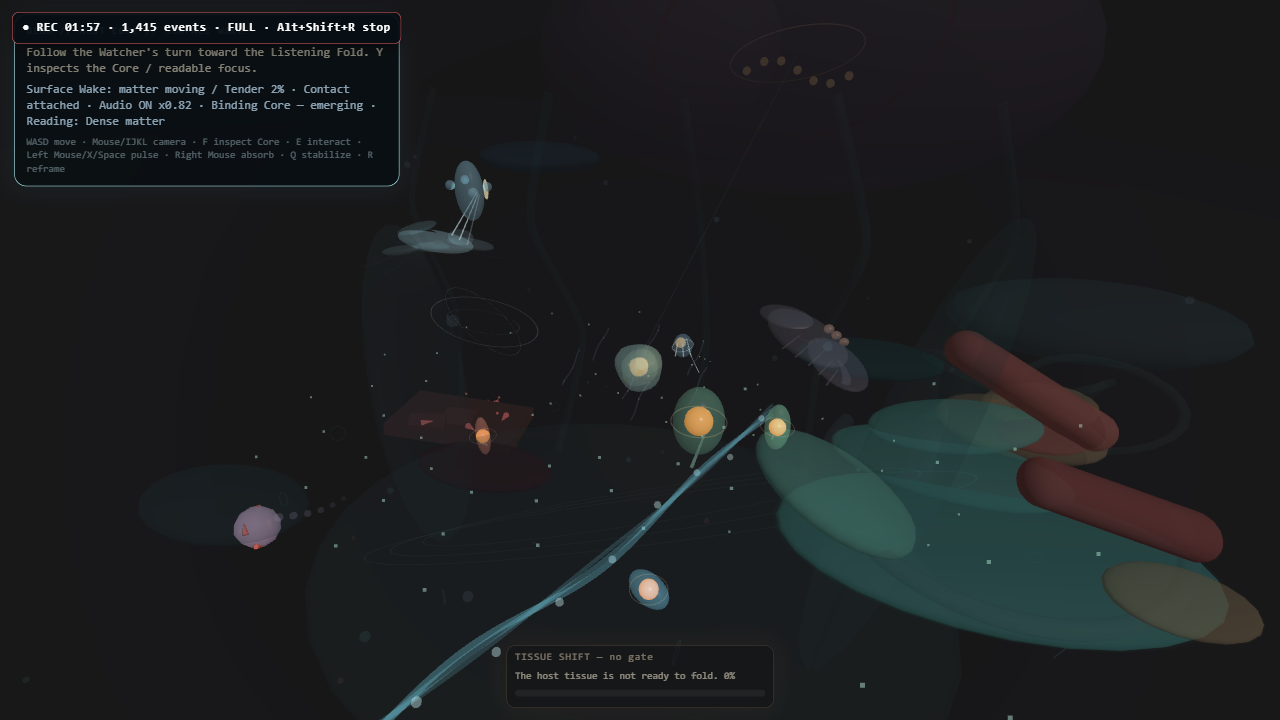 ● REC 01:57 · 1,415 events · FULL · Alt+Shift+R stop
Follow the Watcher's turn toward the Listening Fold. Y
inspects the Core / readable focus.
Surface Wake: matter moving / Tender 2% · Contact
attached · Audio ON x0.82 · Binding Core — emerging ·
Reading: Dense matter
WASD move · Mouse/IJKL camera · F inspect Core · E interact ·
Left Mouse/X/Space pulse · Right Mouse absorb · Q stabilize · R
reframe
TISSUE SHIFT — no gate
The host tissue is not ready to fold. 0%